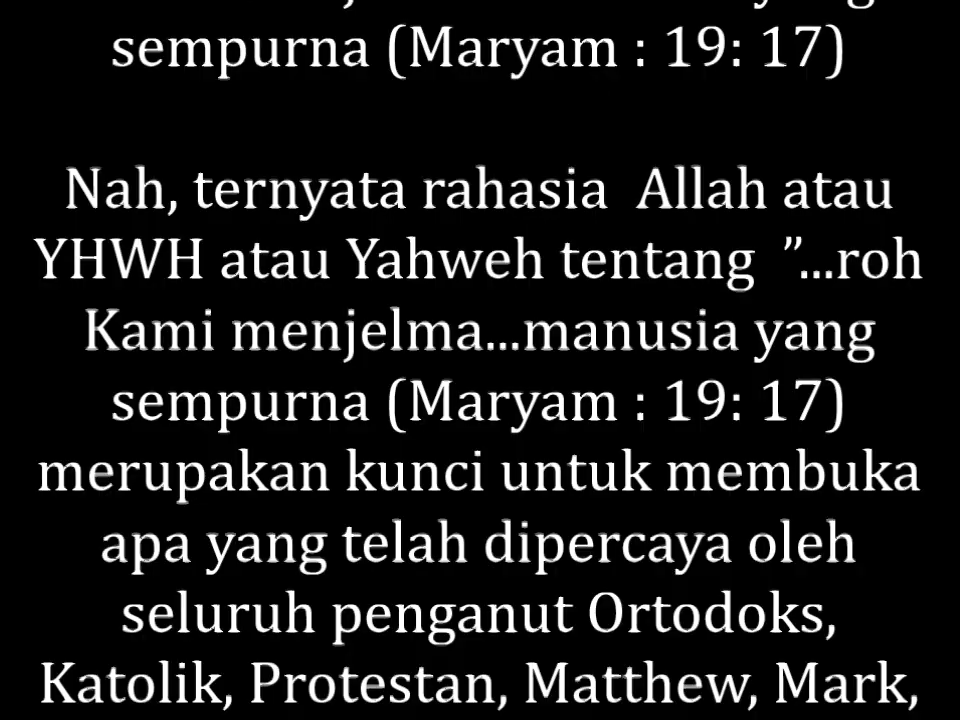 sempurna (Maryam : 19: 17)
Nah, ternyata rahasia Allah atau
YHWH atau Yahweh tentang ”...roh
Kami menjelma...manusia yang
sempurna (Maryam : 19: 17)
merupakan kunci untuk membuka
apa yang telah dipercaya oleh
seluruh penganut Ortodoks,
Katolik, Protestan, Matthew, Mark,